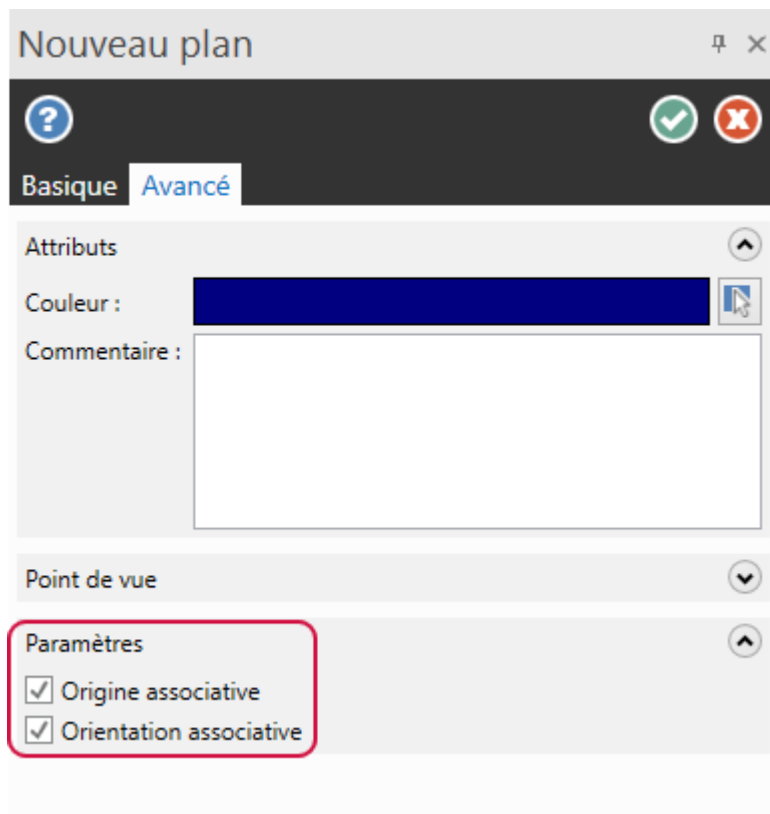 Nouveau plan
Basique Avancé
Attributs
Couleur :
Commentaire :
Point de vue
Paramètres
Origine associative
Orientation associative